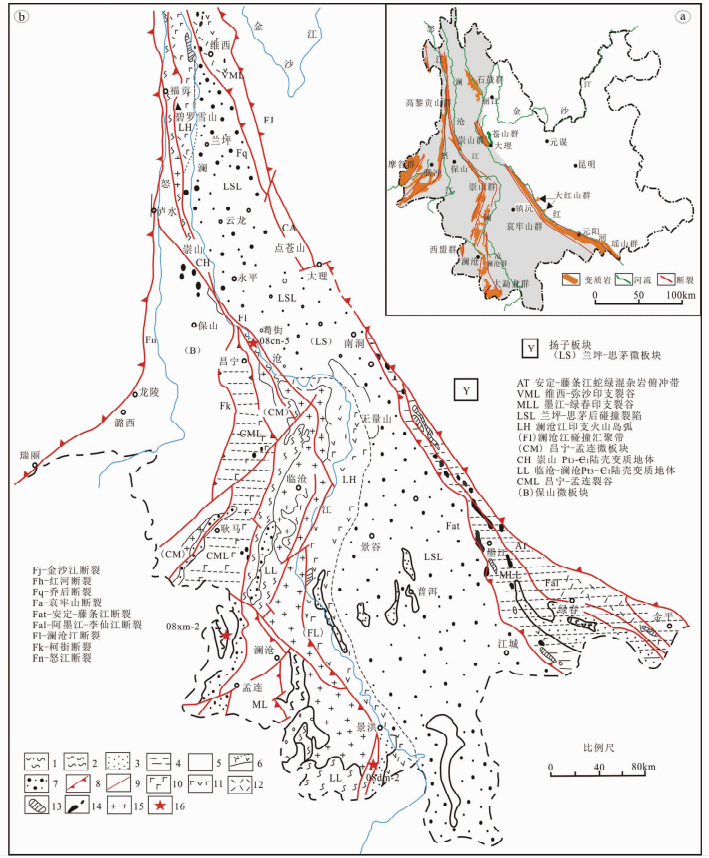 b
金
江
沙
维西
VML
福贡
碧罗雪山
LH
FJ
兰坪
Fq
澜
怒
LSL
泸水
云龙
CA
点苍山
崇山
CH
大理
永平
LSL
Fl
保山
(B)
苟街
08cn-5
(LS)
南涧
沧
昌宁
Fn
龙陵
潞西
瑞丽
Fk
(CM)
无量山
CML
临沧
LH
江
耿马
(CM)
CML
LL
景谷
LSL
Fat
AT
墨江
MLL
Fal
普洱
绿春
金平
江城
08xm-2
(FL)
澜沧
孟连
ML
景洪
LL
08dm-2
a
怒
江
澜
沧
石鼓群
丽江
金
沙
江
高黎贡山群
苍山群
大理
元谋
崇山群
江
昆明
摩谷群
保山
崇山群
大红山群
镇沅
红
哀牢山群
元阳
河
瑶山群
西盟群
澜沧
澜沧群
大勐龙群
变质岩
河流
断裂
0 50 100km
Y 扬子板块
(LS) 兰坪-思茅微板块
Y
AT 安定-藤条江蛇绿混杂岩俯冲带
VML 维西-弥沙印支裂谷
MLL 墨江-绿春印支裂谷
LSL 兰坪-思茅后碰撞裂陷
LH 澜沧江印支火山岛弧
(Fl)澜沧江碰撞汇聚带
(CM) 昌宁-孟连微板块
CH 崇山 Pt₃-Є₁陆壳变质地体
LL 临沧-澜沧Pt₃-Є₁陆壳变质地体
CML 昌宁-孟连裂谷
(B)保山微板块
Fj-金沙江断裂
Fh-红河断裂
Fq-乔后断裂
Fa-哀牢山断裂
Fat-安定-藤条江断裂
Fal-阿墨江-李仙江断裂
Fl-澜沧江断裂
Fk-柯街断裂
Fn-怒江断裂
1 2 3 4 5 6
7 8 9 10 11 12
13 14 15 16
比例尺
0 40 80km